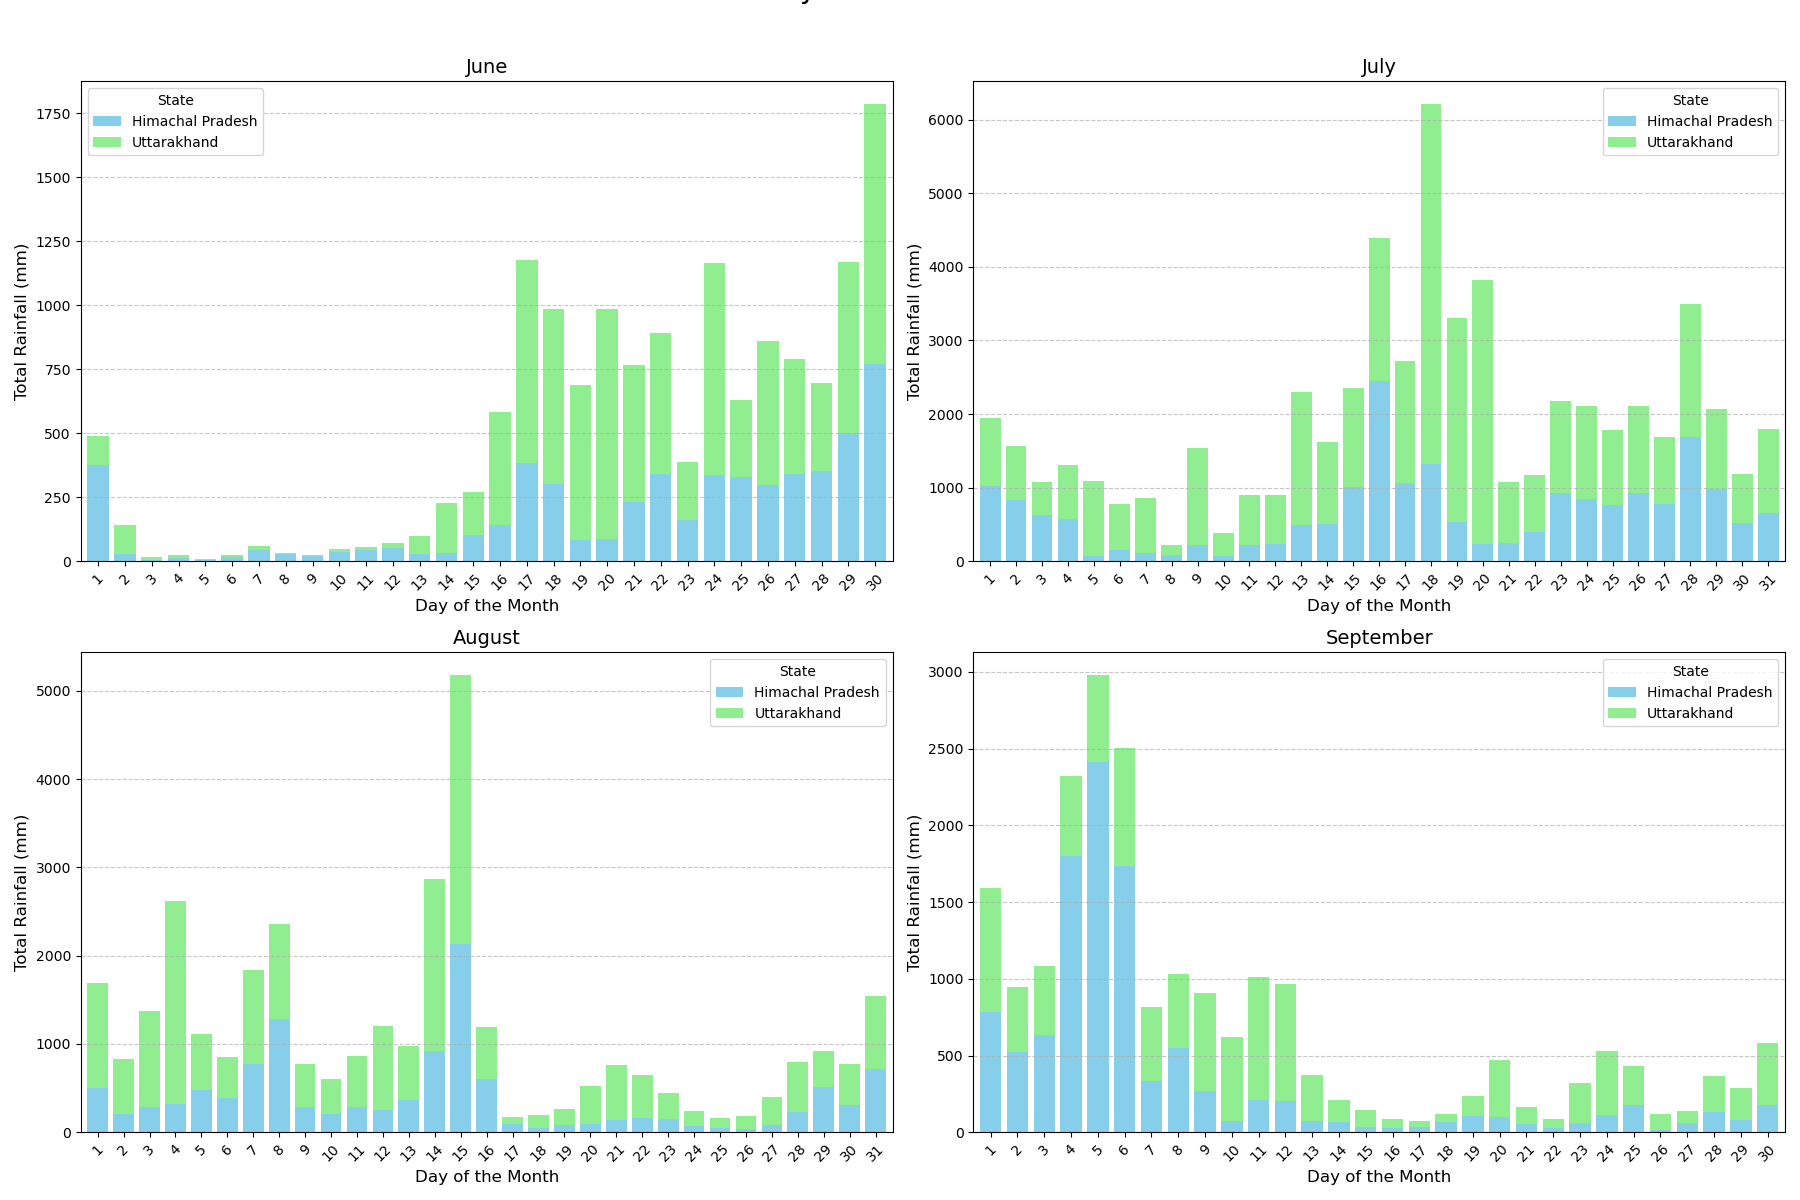 June
State
Himachal Pradesh
Uttarakhand
Total Rainfall (mm)
1750
1500
1250
1000
750
500
250
0
1 2 3 4 5 6 7 8 9 10 11 12 13 14 15 16 17 18 19 20 21 22 23 24 25 26 27 28 29 30
Day of the Month
July
State
Himachal Pradesh
Uttarakhand
Total Rainfall (mm)
6000
5000
4000
3000
2000
1000
0
1 2 3 4 5 6 7 8 9 10 11 12 13 14 15 16 17 18 19 20 21 22 23 24 25 26 27 28 29 30 31
Day of the Month
August
State
Himachal Pradesh
Uttarakhand
Total Rainfall (mm)
5000
4000
3000
2000
1000
0
1 2 3 4 5 6 7 8 9 10 11 12 13 14 15 16 17 18 19 20 21 22 23 24 25 26 27 28 29 30 31
Day of the Month
September
State
Himachal Pradesh
Uttarakhand
Total Rainfall (mm)
3000
2500
2000
1500
1000
500
0
1 2 3 4 5 6 7 8 9 10 11 12 13 14 15 16 17 18 19 20 21 22 23 24 25 26 27 28 29 30
Day of the Month